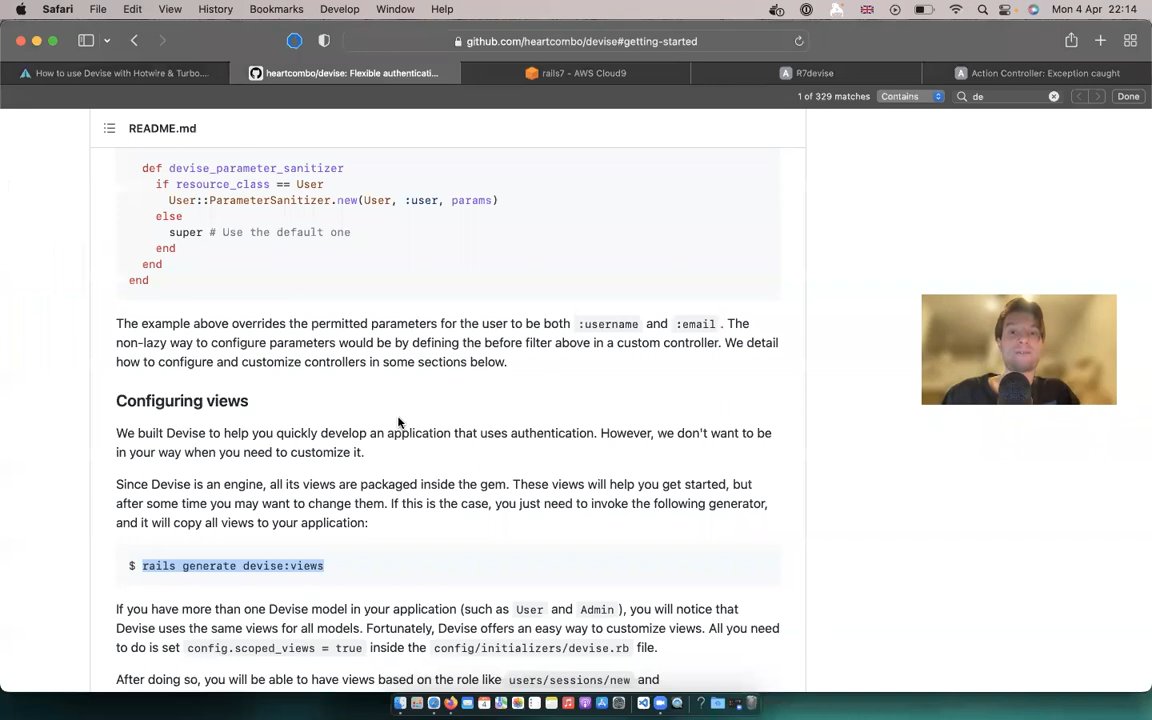 Safari File Edit View History Bookmarks Develop Window Help Mon 4 Apr 22:14
github.com/heartcombo/devise#getting-started
How to use Devise with Hotwire & Turbo.... heartcombo/devise: Flexible authenticati... rails7 - AWS Cloud9 R7devise Action Controller: Exception caught
1 of 329 matches Contains de Done
README.md
def devise_parameter_sanitizer
if resource_class == User
User::ParameterSanitizer.new(User, :user, params)
else
super # Use the default one
end
end
end
The example above overrides the permitted parameters for the user to be both :username and :email . The
non-lazy way to configure parameters would be by defining the before filter above in a custom controller. We detail
how to configure and customize controllers in some sections below.
Configuring views
We built Devise to help you quickly develop an application that uses authentication. However, we don't want to be
in your way when you need to customize it.
Since Devise is an engine, all its views are packaged inside the gem. These views will help you get started, but
after some time you may want to change them. If this is the case, you just need to invoke the following generator,
and it will copy all views to your application:
$ rails generate devise:views
If you have more than one Devise model in your application (such as User and Admin ), you will notice that
Devise uses the same views for all models. Fortunately, Devise offers an easy way to customize views. All you need
to do is set config.scoped_views = true inside the config/initializers/devise.rb file.
After doing so, you will be able to have views based on the role like users/sessions/new and